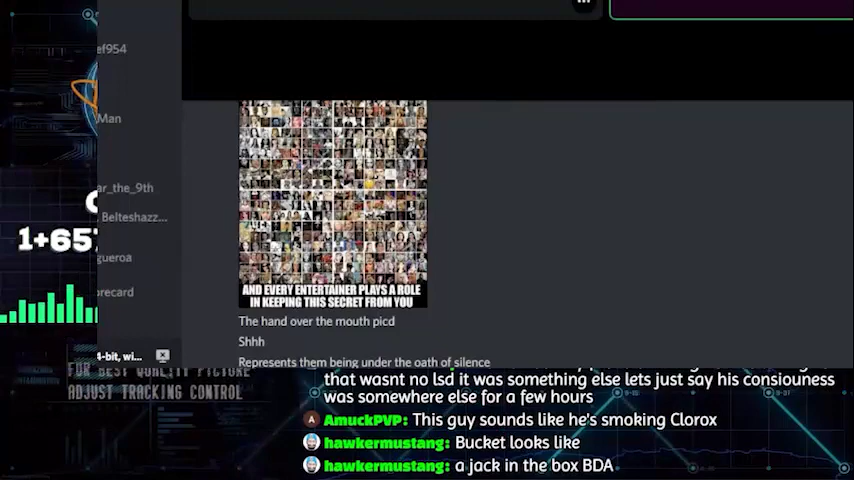 ef954
Man
ar_the_9th
Belteshazz...
1+657
gueroa
orecard
4-bit, wi...
AND EVERY ENTERTAINER PLAYS A ROLE
IN KEEPING THIS SECRET FROM YOU
The hand over the mouth picd
Shhh
Represents them being under the oath of silence
FOR BEST QUALITY PICTURE
ADJUST TRACKING CONTROL
that wasnt no lsd it was something else lets just say his consiouness
was somewhere else for a few hours
A AmuckPVP: This guy sounds like he's smoking Clorox
hawkermustang: Bucket looks like
hawkermustang: a jack in the box BDA